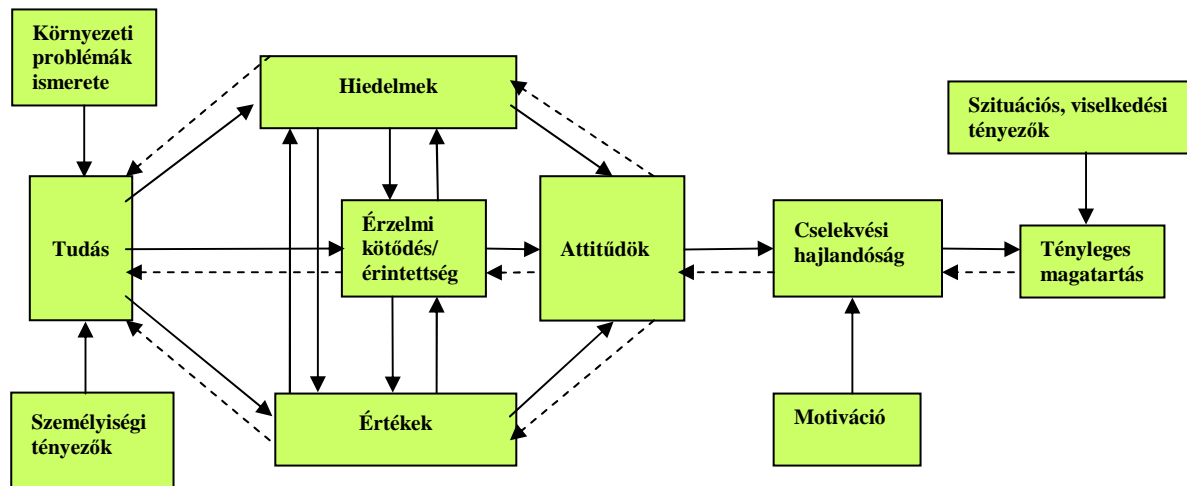 Környezeti
problémák
ismerete
Hiedelmek
Szituációs, viselkedési
tényezők
Tudás
Érzelmi
kötődés/
érintettség
Attitűdök
Cselekvési
hajlandóság
Tényleges
magatartás
Személyiségi
tényezők
Értékek
Motiváció